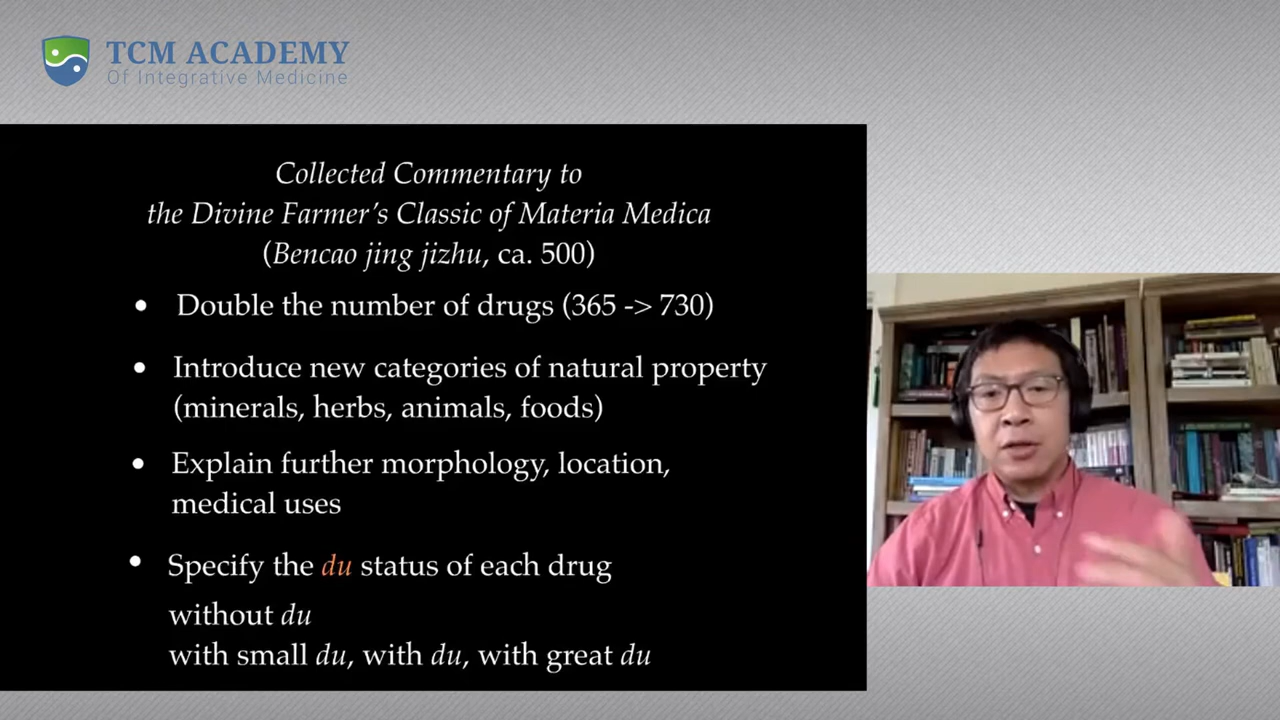 TCM ACADEMY
Of Integrative Medicine
Collected Commentary to
the Divine Farmer's Classic of Materia Medica
(Bencao jing jizhu, ca. 500)
• Double the number of drugs (365 -> 730)
• Introduce new categories of natural property
(minerals, herbs, animals, foods)
• Explain further morphology, location,
medical uses
• Specify the du status of each drug
without du
with small du, with du, with great du